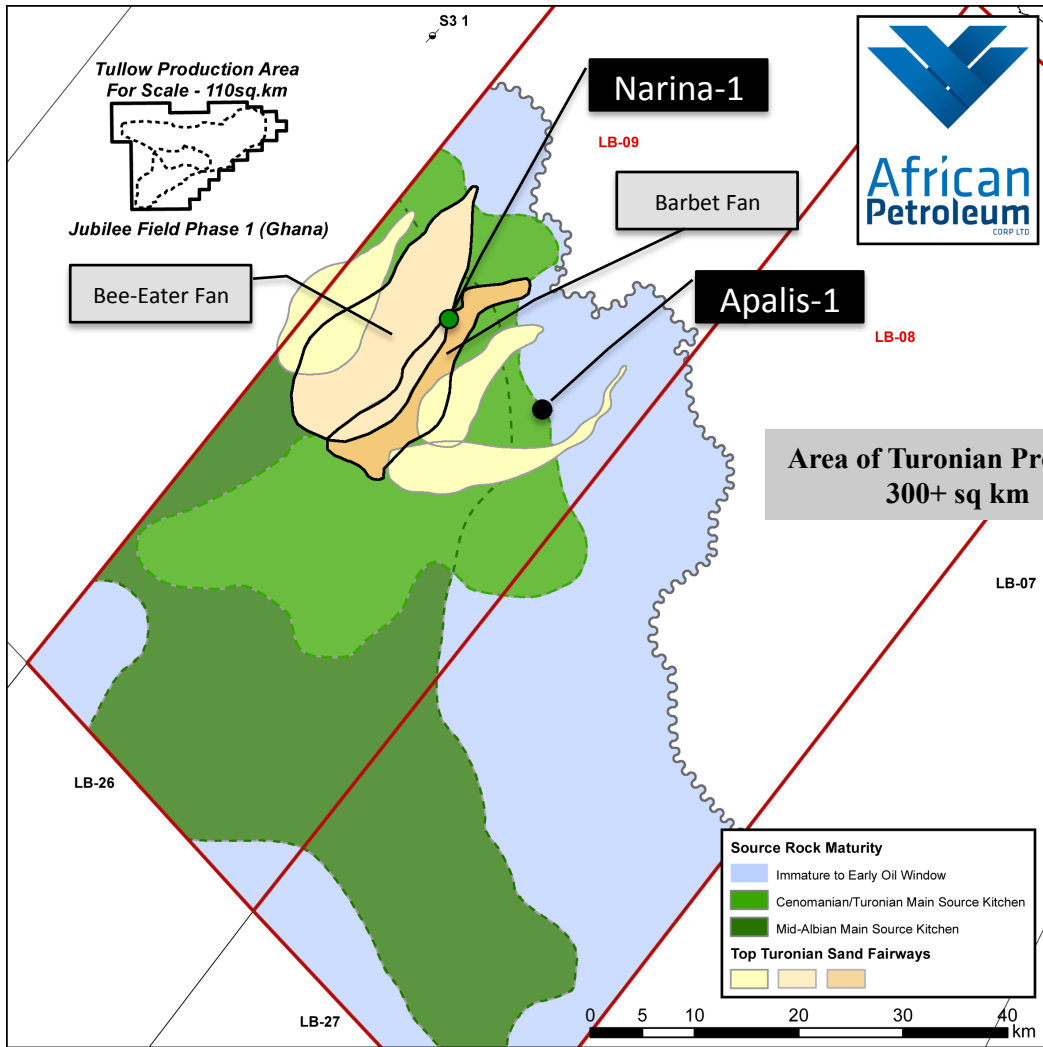 S3 1
Tullow Production Area
For Scale - 110sq.km
Jubilee Field Phase 1 (Ghana)
Narina-1
LB-09
African
Petroleum
CORP LTD
Barbet Fan
Bee-Eater Fan
Apalis-1
LB-08
Area of Turonian
300+ sq km
LB-07
LB-26
LB-27
Source Rock Maturity
Immature to Early Oil Window
Cenomanian/Turonian Main Source Kitchen
Mid-Albian Main Source Kitchen
Top Turonian Sand Fairways
0 5 10 20 30 40
km